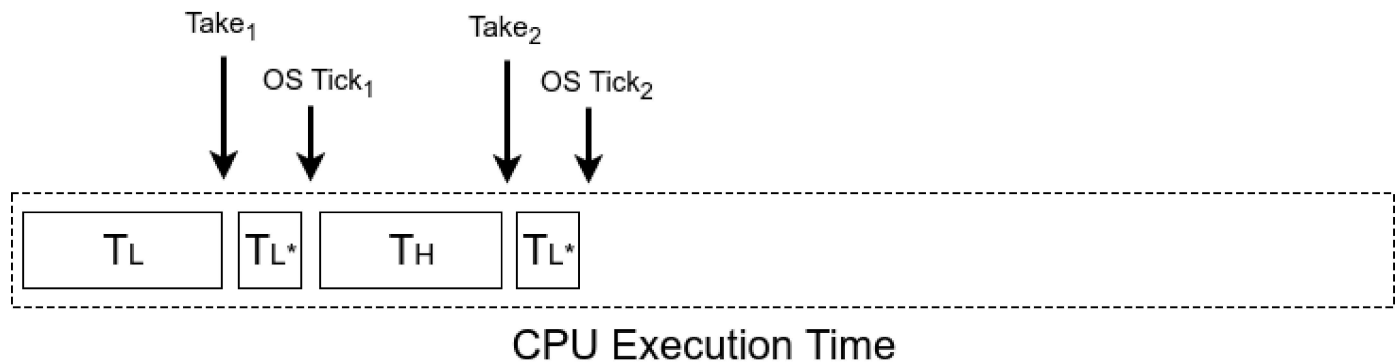 Take₁
Take₂
OS Tick₁
OS Tick₂
TL
TL*
TH
TL*
CPU Execution Time